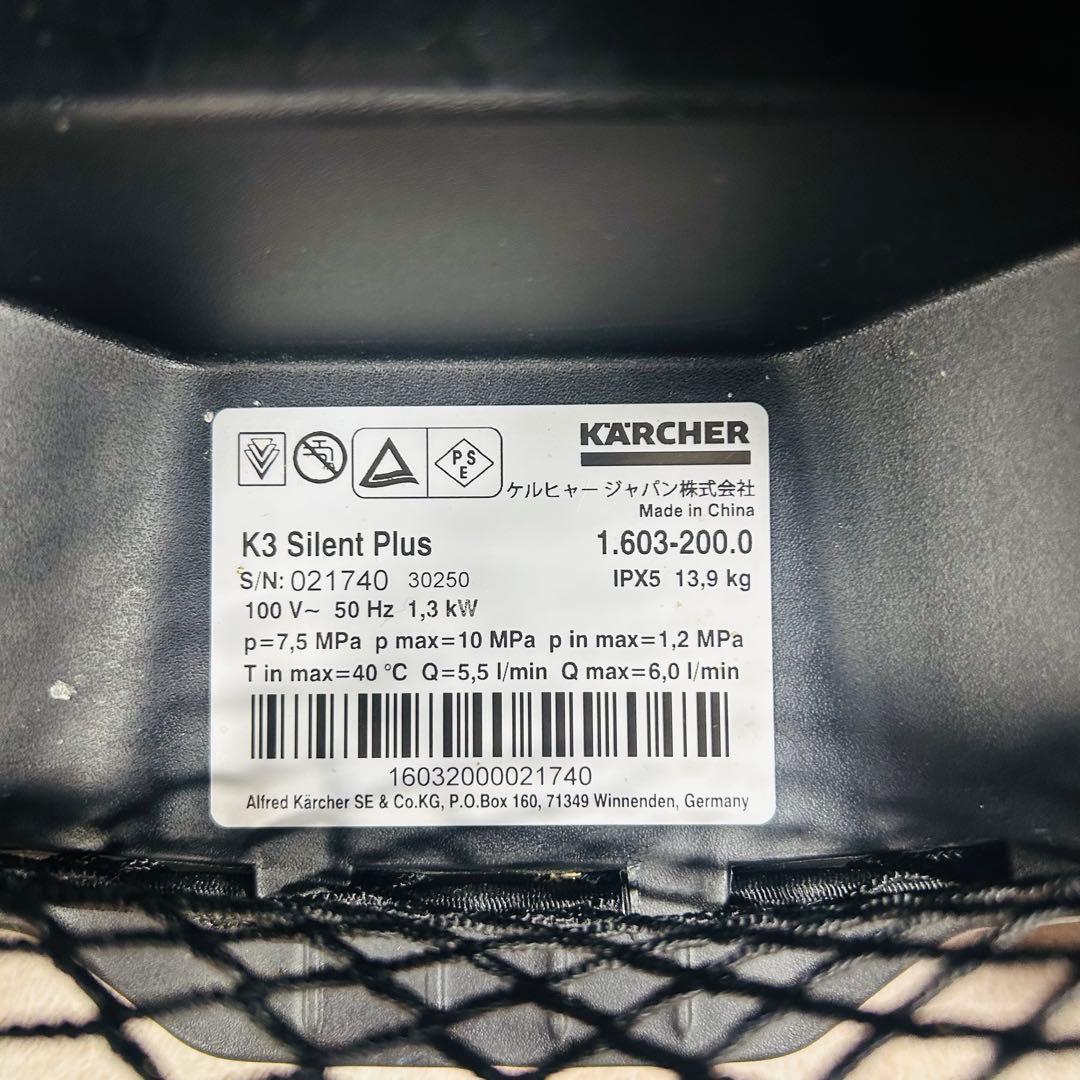 KÄRCHER
PS
E
ケルヒャー ジャパン株式会社
Made in China
K3 Silent Plus 1.603-200.0
S/N: 021740 30250 IPX5 13,9 kg
100 V~ 50 Hz 1,3 kW
p=7,5 MPa p max=10 MPa p in max=1,2 MPa
T in max=40 °C Q=5,5 l/min Q max=6,0 l/min
16032000021740
Alfred Kärcher SE & Co.KG, P.O.Box 160, 71349 Winnenden, Germany